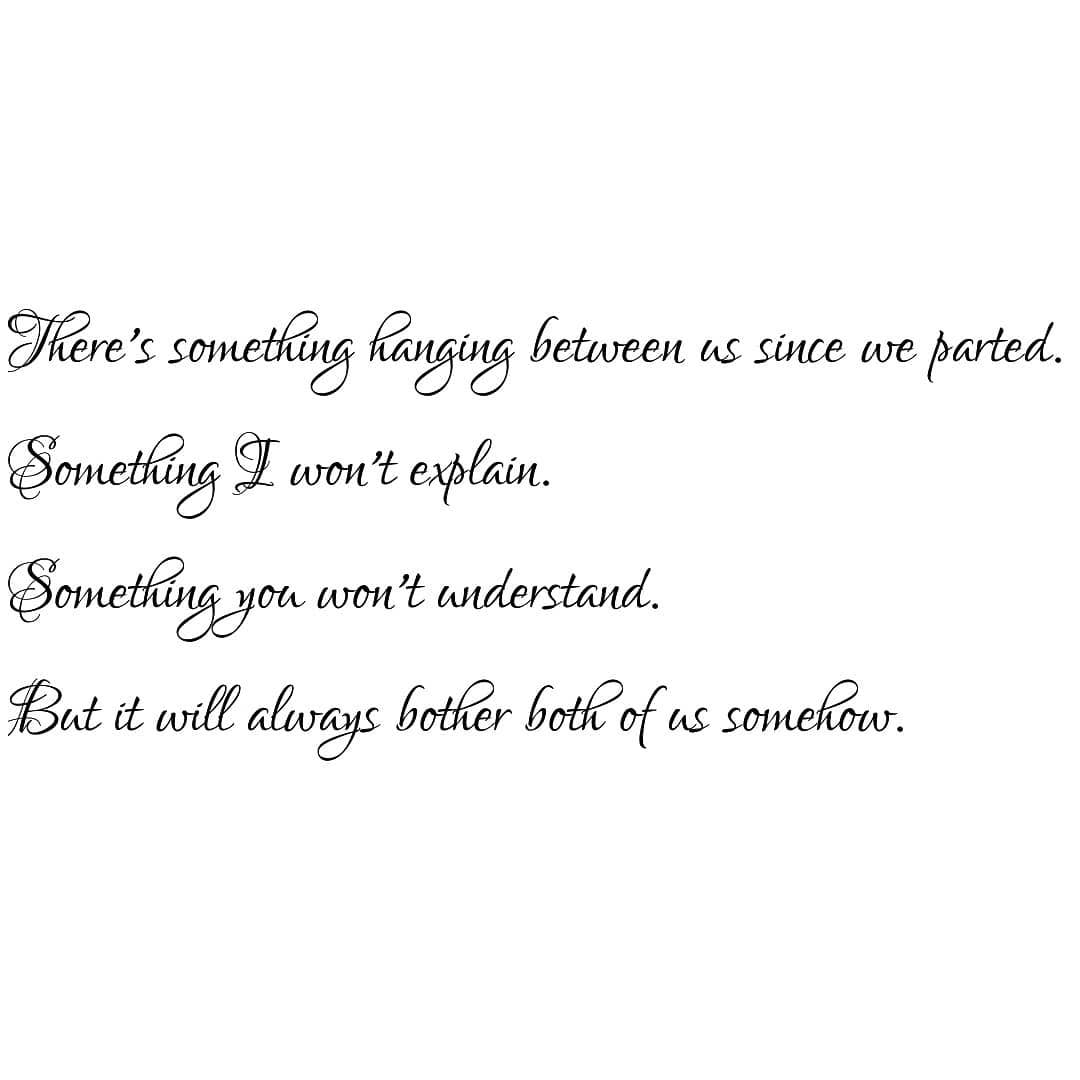 There's something hanging between us since we parted.
Something I won't explain.
Something you won't understand.
But it will always bother both of us somehow.